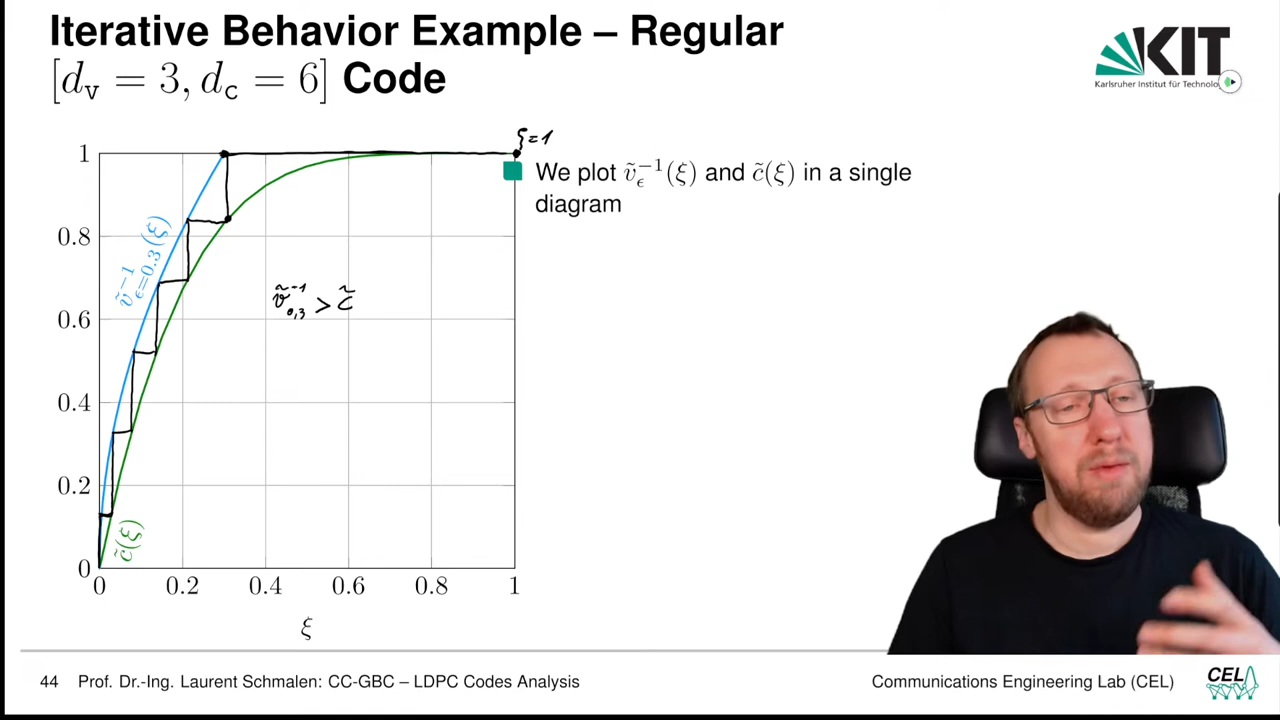 Iterative Behavior Example – Regular
[d_v = 3, d_c = 6] Code
KIT
Karlsruher Institut für Technolo
ξ=1
We plot ṽ_ϵ^{−1}(ξ) and c̃(ξ) in a single
diagram
1
0.8
0.6
0.4
0.2
0
0 0.2 0.4 0.6 0.8 1
ξ
ṽ^{−1}_{ϵ=0.3}(ξ)
c̃(ξ)
ṽ^{-1}_{0,3} > c̃
44 Prof. Dr.-Ing. Laurent Schmalen: CC-GBC – LDPC Codes Analysis
Communications Engineering Lab (CEL)
CEL